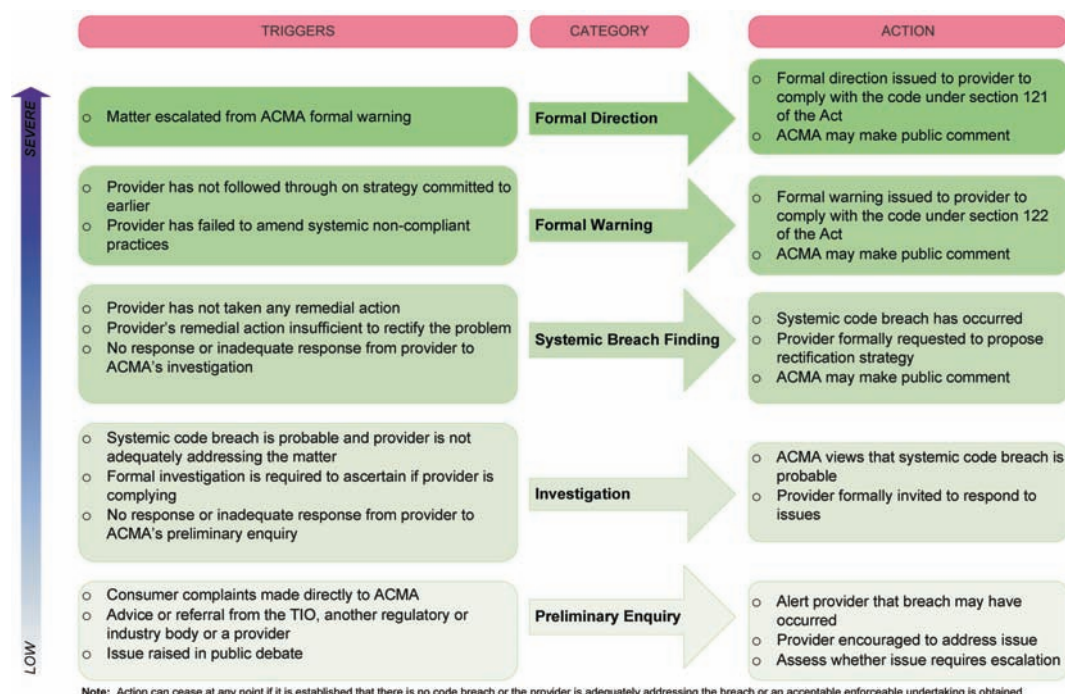 TRIGGERS
CATEGORY
ACTION
SEVERE
LOW
o Matter escalated from ACMA formal warning
Formal Direction
o Formal direction issued to provider to
comply with the code under section 121
of the Act
o ACMA may make public comment
o Provider has not followed through on strategy committed to
earlier
o Provider has failed to amend systemic non-compliant
practices
Formal Warning
o Formal warning issued to provider to
comply with the code under section 122
of the Act
o ACMA may make public comment
o Provider has not taken any remedial action
o Provider's remedial action insufficient to rectify the problem
o No response or inadequate response from provider to
ACMA's investigation
Systemic Breach Finding
o Systemic code breach has occurred
o Provider formally requested to propose
rectification strategy
o ACMA may make public comment
o Systemic code breach is probable and provider is not
adequately addressing the matter
o Formal investigation is required to ascertain if provider is
complying
o No response or inadequate response from provider to
ACMA's preliminary enquiry
Investigation
o ACMA views that systemic code breach is
probable
o Provider formally invited to respond to
issues
o Consumer complaints made directly to ACMA
o Advice or referral from the TIO, another regulatory or
industry body or a provider
o Issue raised in public debate
Preliminary Enquiry
o Alert provider that breach may have
occurred
o Provider encouraged to address issue
o Assess whether issue requires escalation
Note: Action can cease at any point if it is established that there is no code breach or the provider is adequately addressing the breach or an acceptable enforceable undertaking is obtained